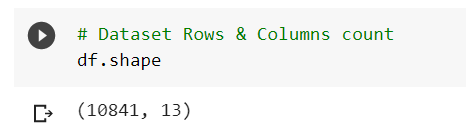 # Dataset Rows & Columns count
df.shape
(10841, 13)